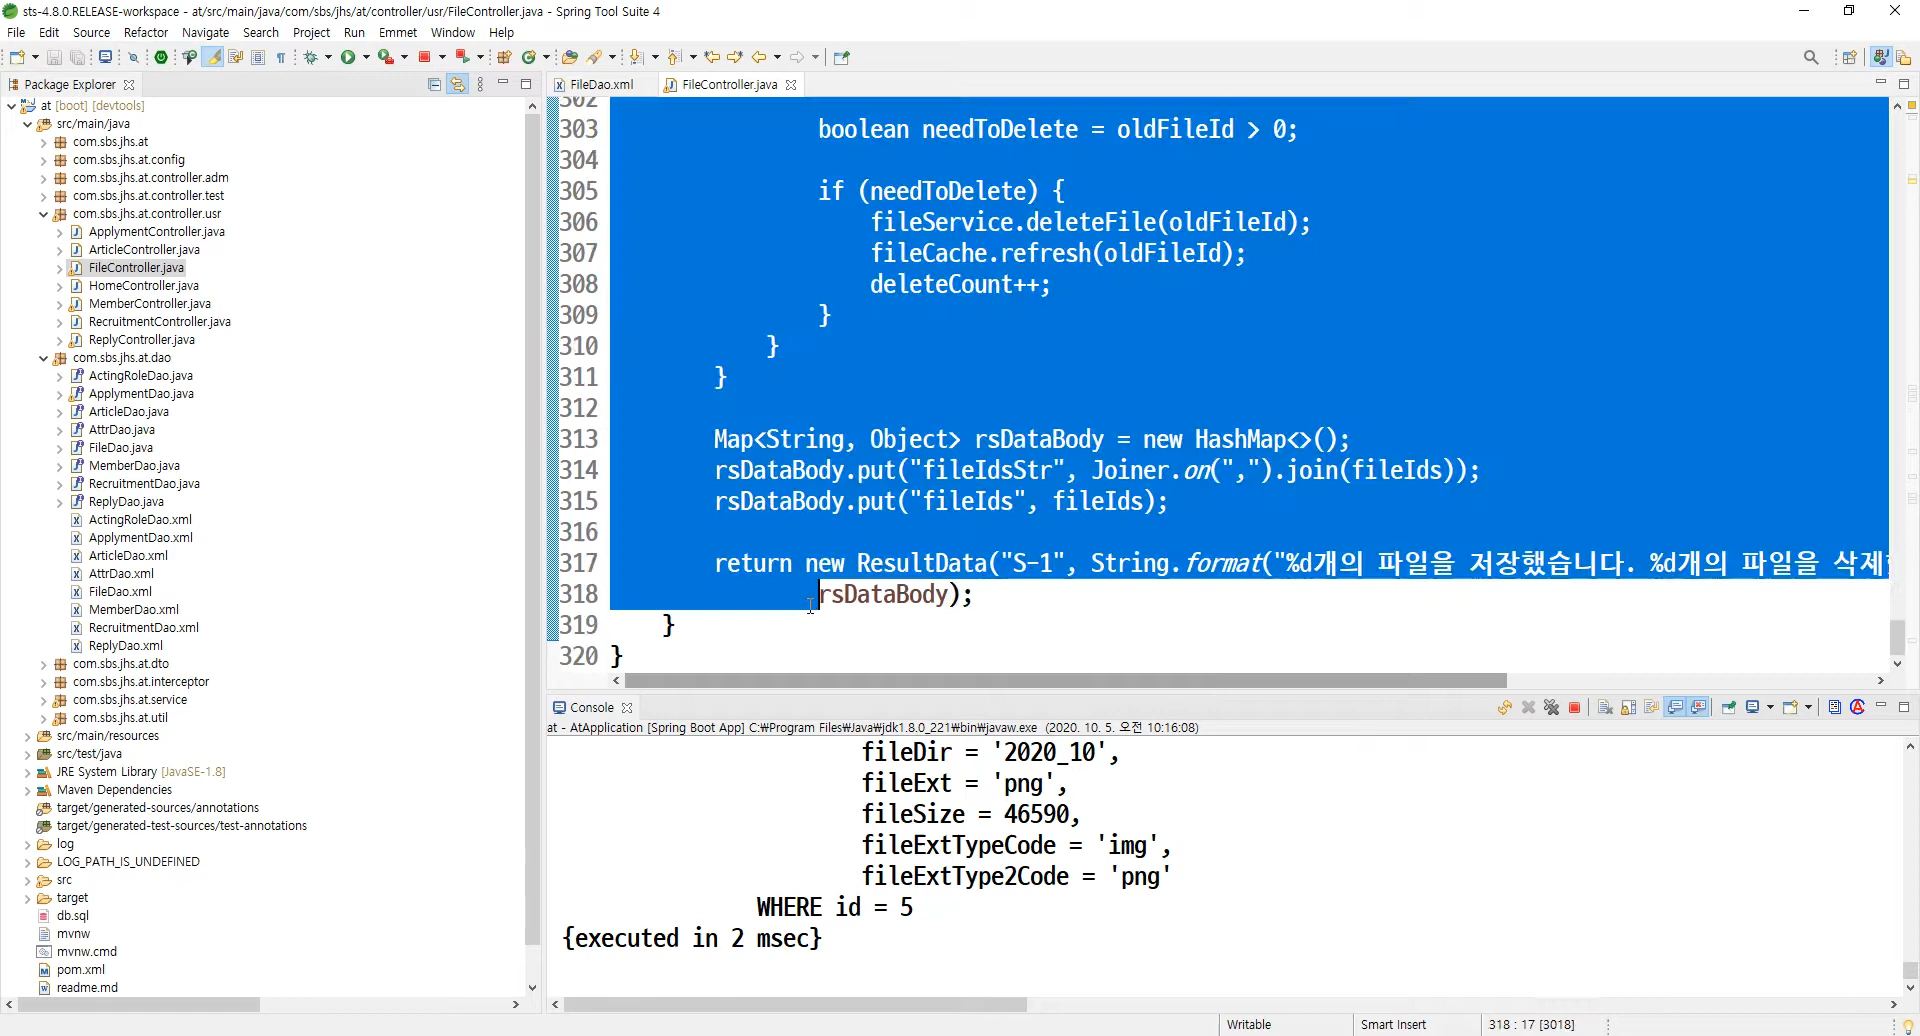 sts-4.8.0.RELEASE-workspace - at/src/main/java/com/sbs/jhs/at/controller/usr/FileController.java - Spring Tool Suite 4
File Edit Source Refactor Navigate Search Project Run Emmet Window Help
Package Explorer
at [boot] [devtools]
src/main/java
com.sbs.jhs.at
com.sbs.jhs.at.config
com.sbs.jhs.at.controller.adm
com.sbs.jhs.at.controller.test
com.sbs.jhs.at.controller.usr
ApplymentController.java
ArticleController.java
FileController.java
HomeController.java
MemberController.java
RecruitmentController.java
ReplyController.java
com.sbs.jhs.at.dao
ActingRoleDao.java
ApplymentDao.java
ArticleDao.java
AttrDao.java
FileDao.java
MemberDao.java
RecruitmentDao.java
ReplyDao.java
ActingRoleDao.xml
ApplymentDao.xml
ArticleDao.xml
AttrDao.xml
FileDao.xml
MemberDao.xml
RecruitmentDao.xml
ReplyDao.xml
com.sbs.jhs.at.dto
com.sbs.jhs.at.interceptor
com.sbs.jhs.at.service
com.sbs.jhs.at.util
src/main/resources
src/test/java
JRE System Library [JavaSE-1.8]
Maven Dependencies
target/generated-sources/annotations
target/generated-test-sources/test-annotations
log
LOG_PATH_IS_UNDEFINED
src
target
db.sql
mvnw
mvnw.cmd
pom.xml
readme.md
FileDao.xml FileController.java
302
303 boolean needToDelete = oldFileId > 0;
304
305 if (needToDelete) {
306 fileService.deleteFile(oldFileId);
307 fileCache.refresh(oldFileId);
308 deleteCount++;
309 }
310 }
311 }
312
313 Map<String, Object> rsDataBody = new HashMap<>();
314 rsDataBody.put("fileIdsStr", Joiner.on(",").join(fileIds));
315 rsDataBody.put("fileIds", fileIds);
316
317 return new ResultData("S-1", String.format("%d개의 파일을 저장했습니다. %d개의 파일을 삭제
318 rsDataBody);
319 }
320 }
Console
at - AtApplication [Spring Boot App] C:₩Program Files₩Java₩jdk1.8.0_221₩bin₩javaw.exe (2020. 10. 5. 오전 10:16:08)
fileDir = '2020_10',
fileExt = 'png',
fileSize = 46590,
fileExtTypeCode = 'img',
fileExtType2Code = 'png'
WHERE id = 5
{executed in 2 msec}
Writable Smart Insert 318 : 17 [3018]